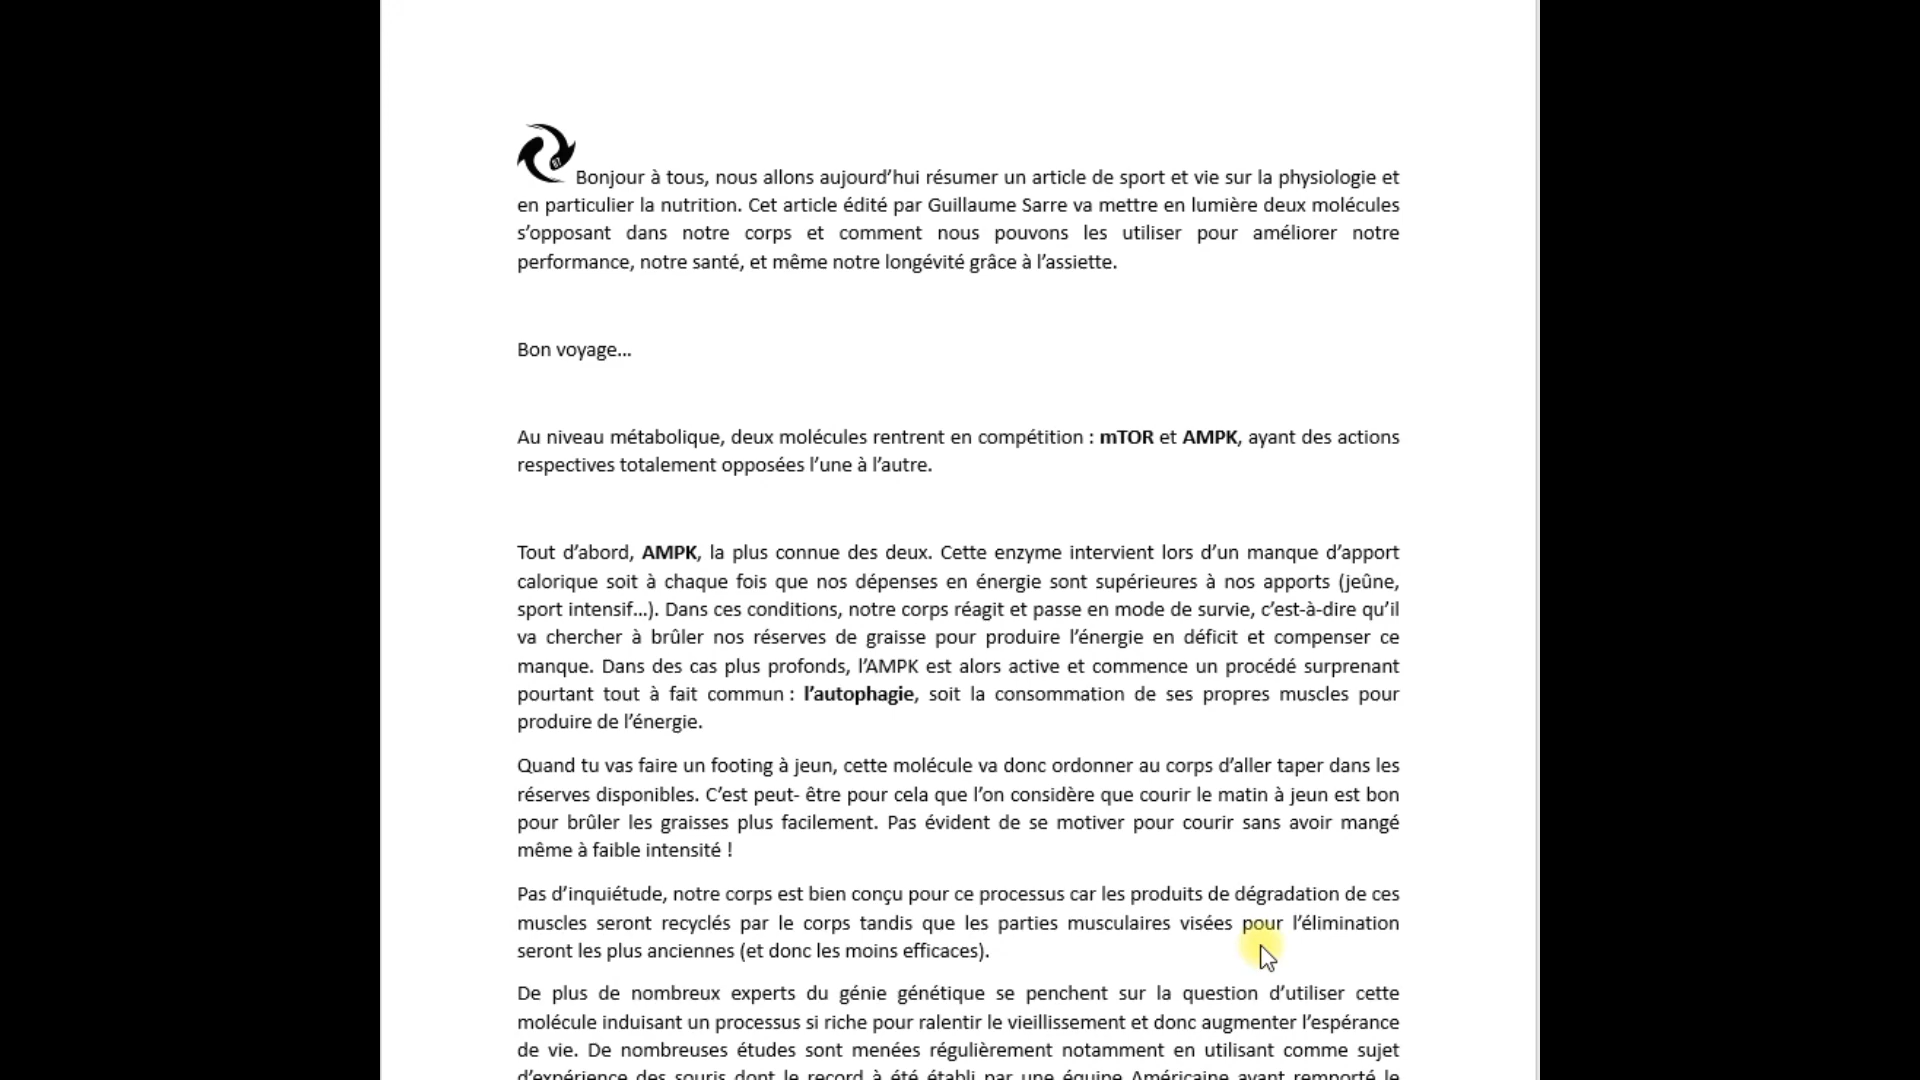 Bonjour à tous, nous allons aujourd’hui résumer un article de sport et vie sur la physiologie et
en particulier la nutrition. Cet article édité par Guillaume Sarre va mettre en lumière deux molécules
s’opposant dans notre corps et comment nous pouvons les utiliser pour améliorer notre
performance, notre santé, et même notre longévité grâce à l’assiette.
Bon voyage…
Au niveau métabolique, deux molécules rentrent en compétition : mTOR et AMPK, ayant des actions
respectives totalement opposées l’une à l’autre.
Tout d’abord, AMPK, la plus connue des deux. Cette enzyme intervient lors d’un manque d’apport
calorique soit à chaque fois que nos dépenses en énergie sont supérieures à nos apports (jeûne,
sport intensif…). Dans ces conditions, notre corps réagit et passe en mode de survie, c’est-à-dire qu’il
va chercher à brûler nos réserves de graisse pour produire l’énergie en déficit et compenser ce
manque. Dans des cas plus profonds, l’AMPK est alors active et commence un procédé surprenant
pourtant tout à fait commun : l’autophagie, soit la consommation de ses propres muscles pour
produire de l’énergie.
Quand tu vas faire un footing à jeun, cette molécule va donc ordonner au corps d’aller taper dans les
réserves disponibles. C’est peut- être pour cela que l’on considère que courir le matin à jeun est bon
pour brûler les graisses plus facilement. Pas évident de se motiver pour courir sans avoir mangé
même à faible intensité !
Pas d’inquiétude, notre corps est bien conçu pour ce processus car les produits de dégradation de ces
muscles seront recyclés par le corps tandis que les parties musculaires visées pour l’élimination
seront les plus anciennes (et donc les moins efficaces).
De plus de nombreux experts du génie génétique se penchent sur la question d’utiliser cette
molécule induisant un processus si riche pour ralentir le vieillissement et donc augmenter l’espérance
de vie. De nombreuses études sont menées régulièrement notamment en utilisant comme sujet
d’expérience des souris dont le record à été établi par une équipe Américaine ayant remporté le